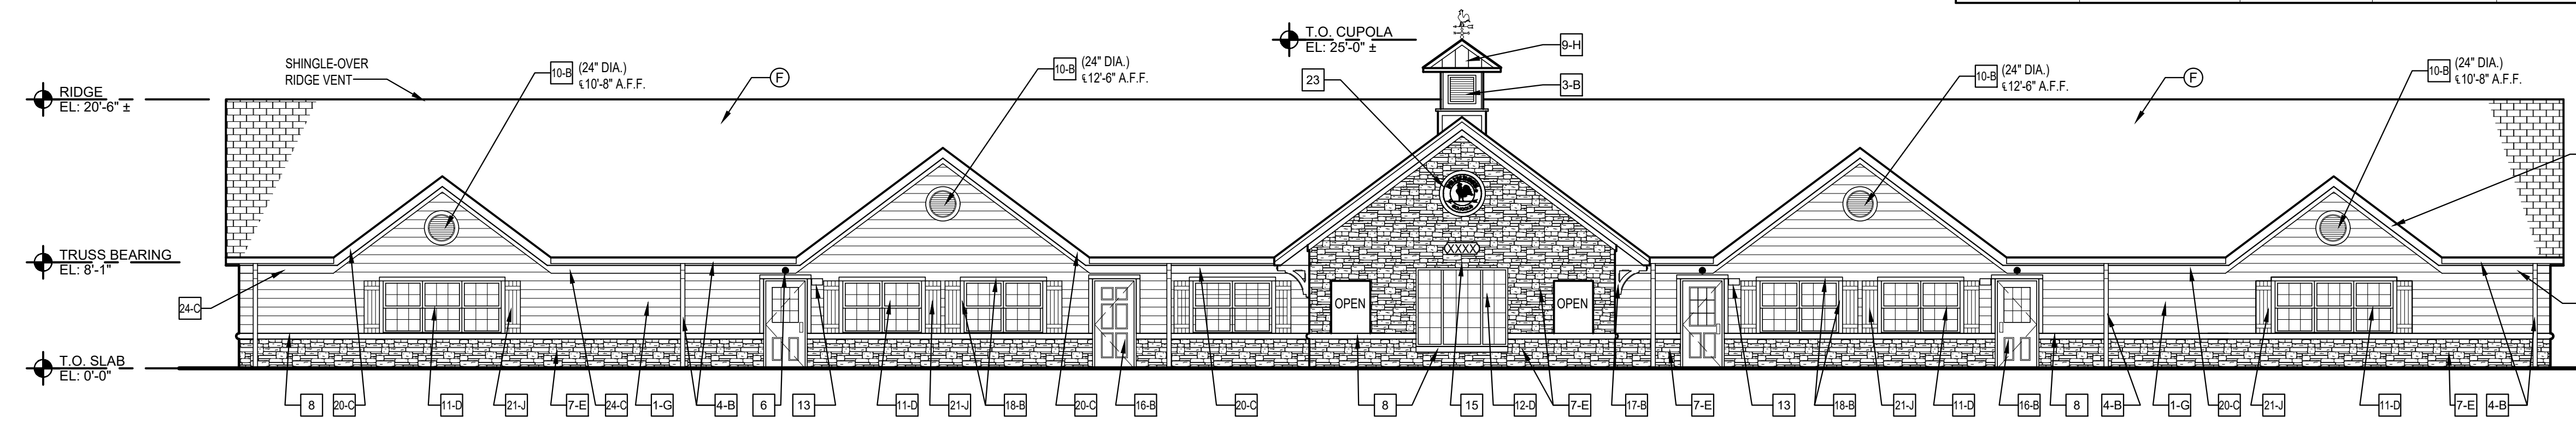 T.O. CUPOLA
EL: 25'-0" ±
9-H
SHINGLE-OVER
RIDGE VENT
10-B
(24" DIA.)
℄10'-8" A.F.F.
F
10-B
(24" DIA.)
℄12'-6" A.F.F.
23
3-B
10-B
(24" DIA.)
℄12'-6" A.F.F.
F
10-B
(24" DIA.)
℄10'-8" A.F.F.
RIDGE
EL: 20'-6" ±
XXXX
TRUSS BEARING
EL: 8'-1"
24-C
OPEN
OPEN
T.O. SLAB
EL: 0'-0"
8
20-C
11-D
21-J
7-E
24-C
1-G
4-B
6
13
11-D
21-J
18-B
20-C
16-B
20-C
8
15
12-D
7-E
17-B
7-E
13
18-B
21-J
11-D
16-B
8
4-B
1-G
20-C
21-J
11-D
7-E
4-B